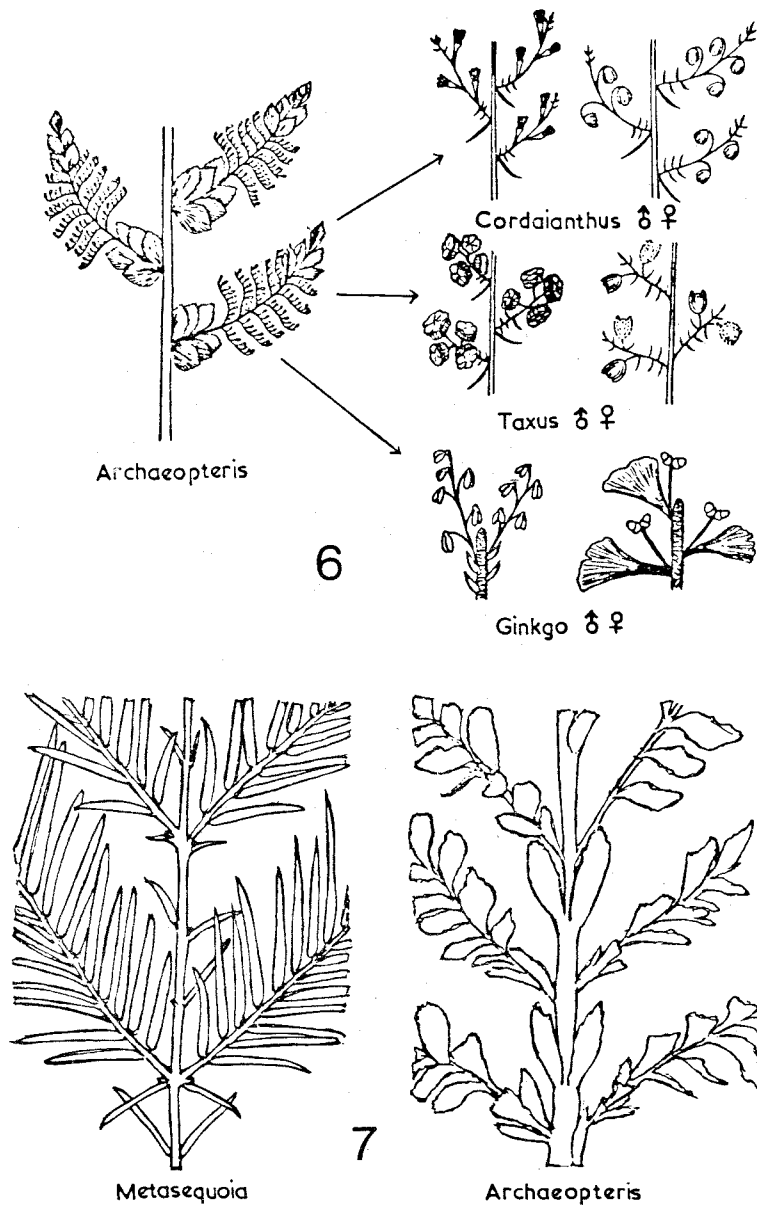 Cordaianthus ♂ ♀
Taxus ♂ ♀
Archaeopteris
6
Ginkgo ♂ ♀
7
Metasequoia
Archaeopteris